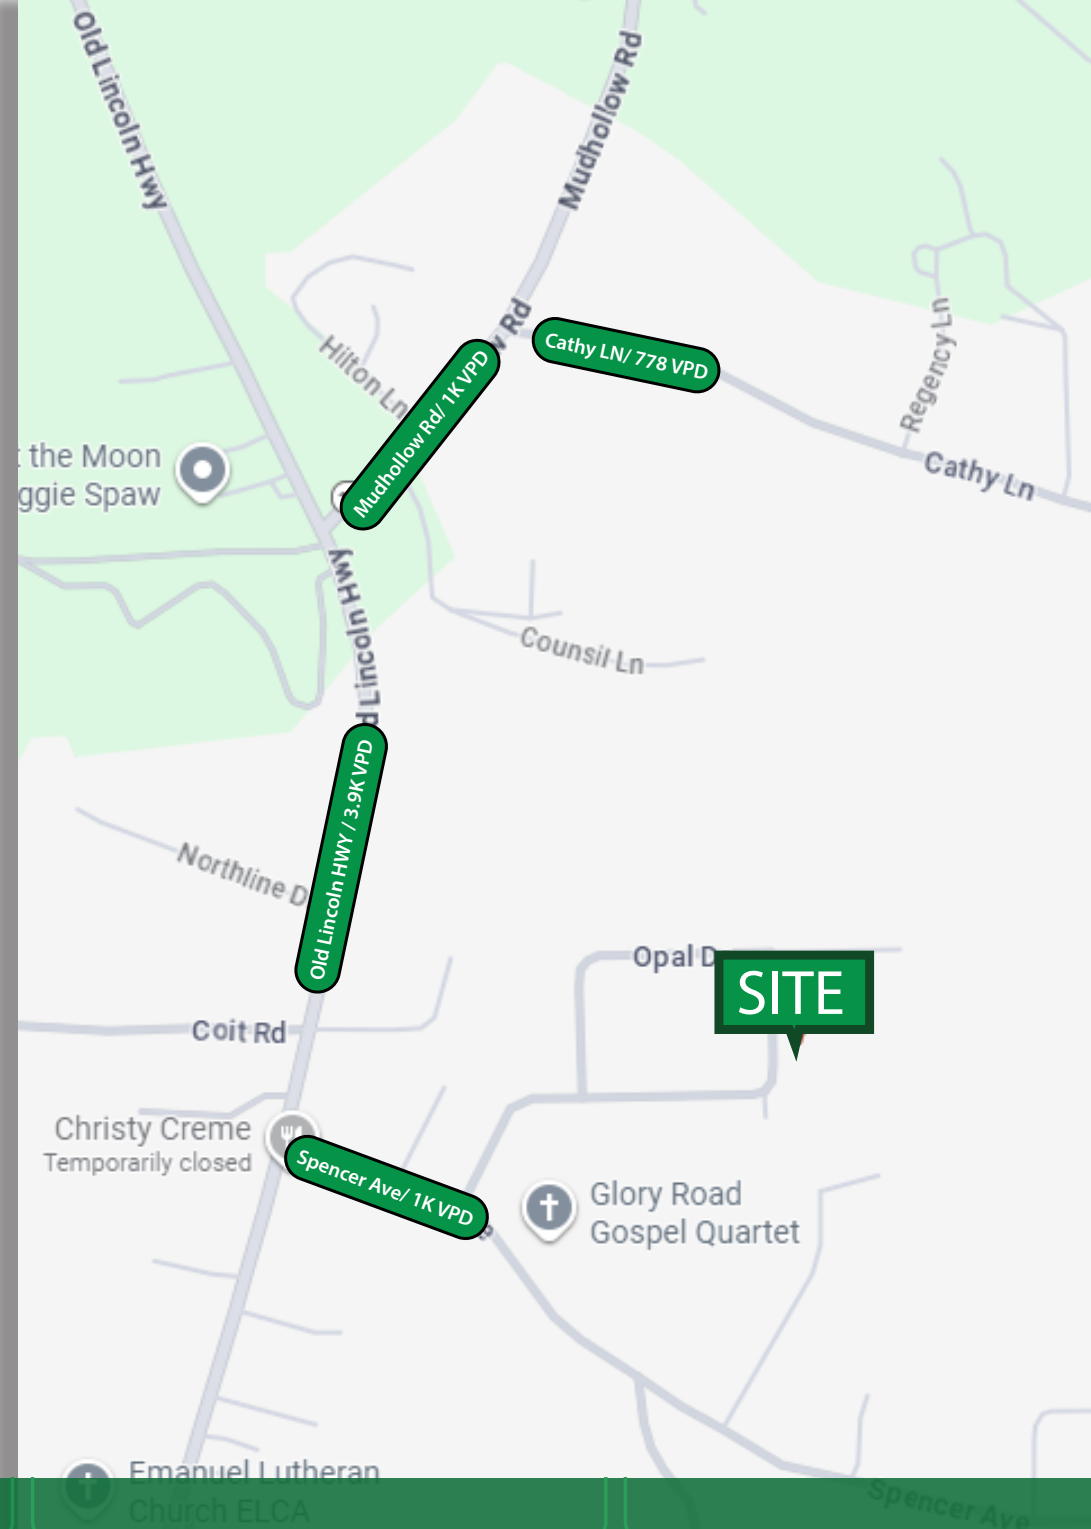 Old Lincoln Hwy
Mudhollow Rd
w Rd
Cathy LN/ 778 VPD
Hilton Ln
Mudhollow Rd/ 1K VPD
Regency Ln
t the Moon
ggie Spaw
Cathy Ln
d Lincoln Hwy
Counsil Ln
Old Lincoln HWY / 3.9K VPD
Northline D
Opal D
SITE
Coit Rd
Christy Creme
Temporarily closed
Spencer Ave/ 1K VPD
e
Glory Road
Gospel Quartet
Emanuel Lutheran
Church ELCA
Spencer Ave